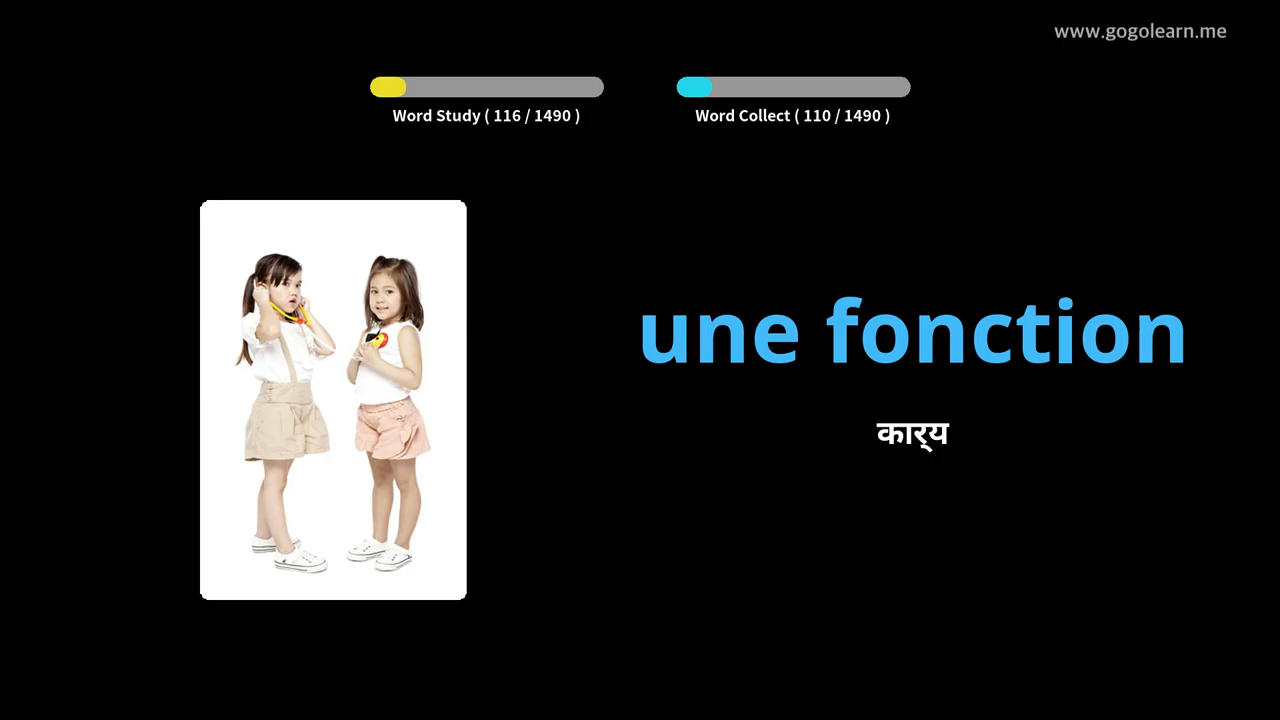 www.gogolearn.me
Word Study ( 116 / 1490 )
Word Collect ( 110 / 1490 )
une fonction
कार्य